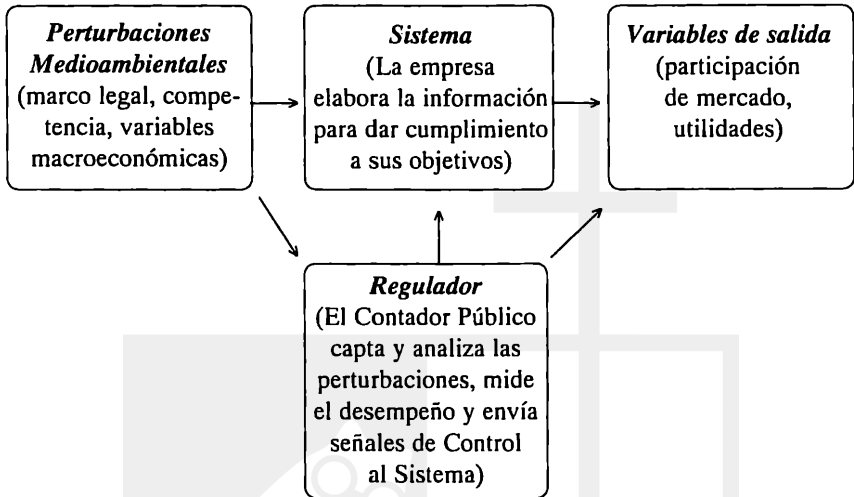 Perturbaciones
Medioambientales
(marco legal, compe-
tencia, variables
macroeconómicas)
Sistema
(La empresa
elabora la información
para dar cumplimiento
a sus objetivos)
Variables de salida
(participación
de mercado,
utilidades)
Regulador
(El Contador Público
capta y analiza las
perturbaciones, mide
el desempeño y envía
señales de Control
al Sistema)